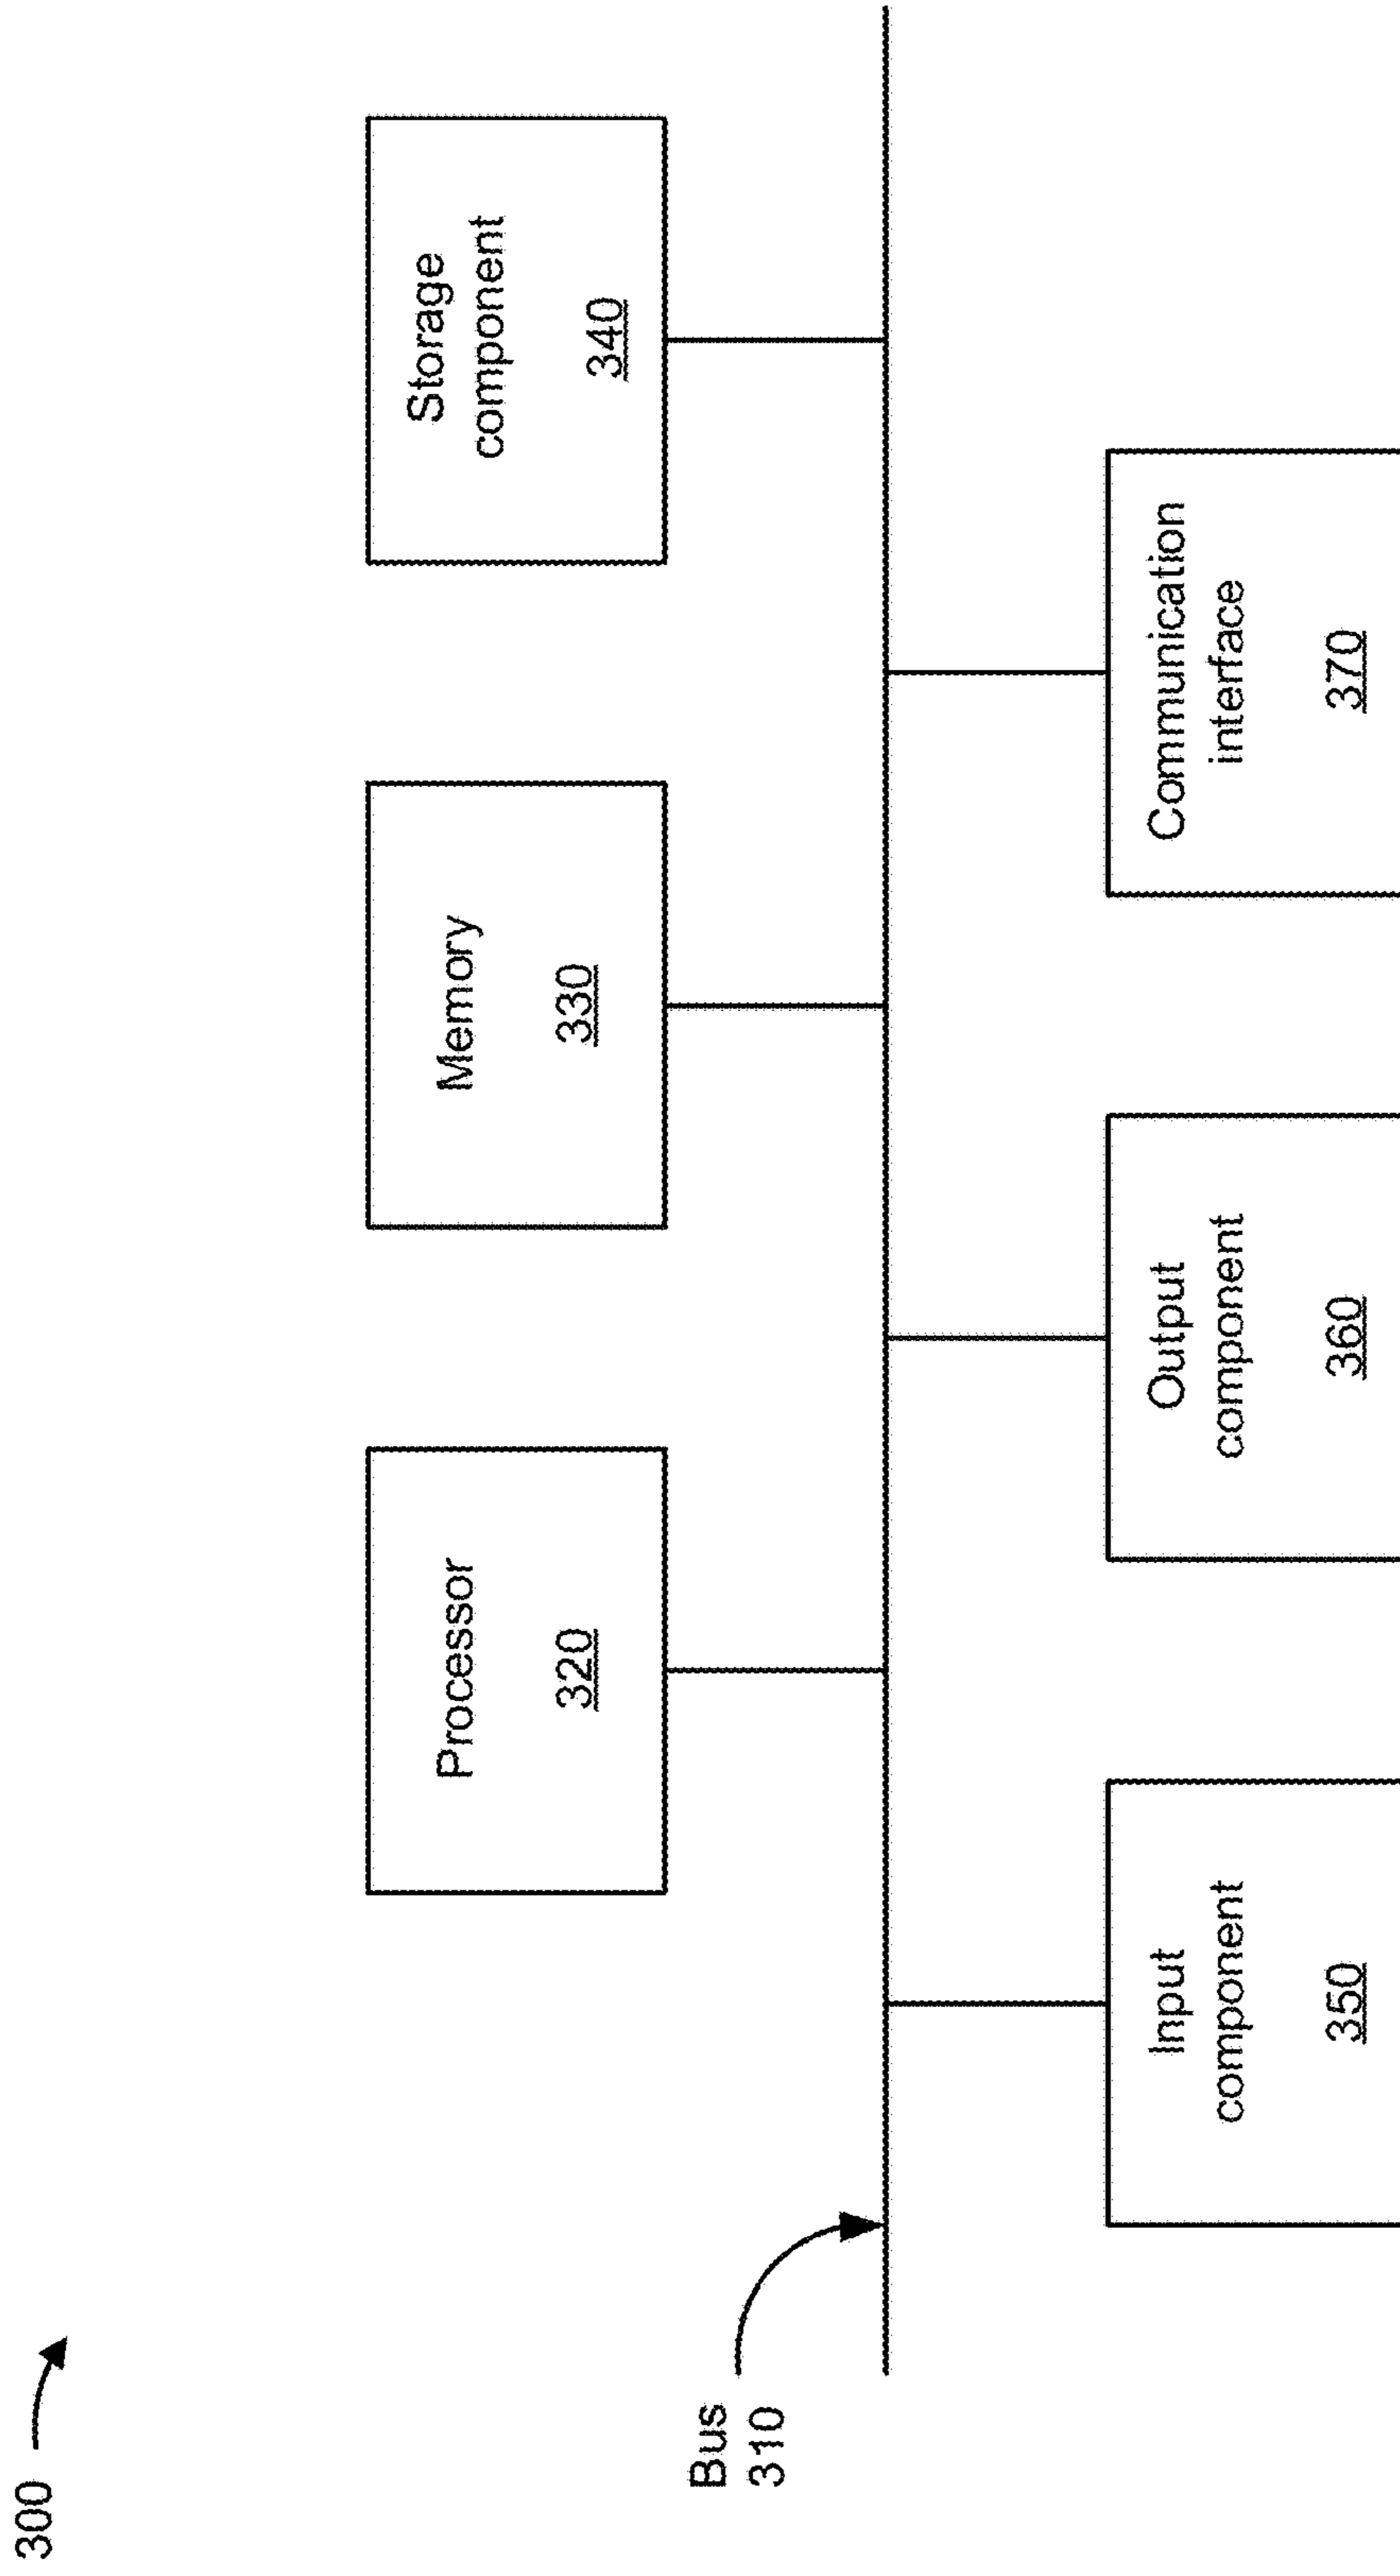 300
Processor
320
Memory
330
Storage
component
340
Bus
310
Input
component
350
Output
component
360
Communication
interface
370